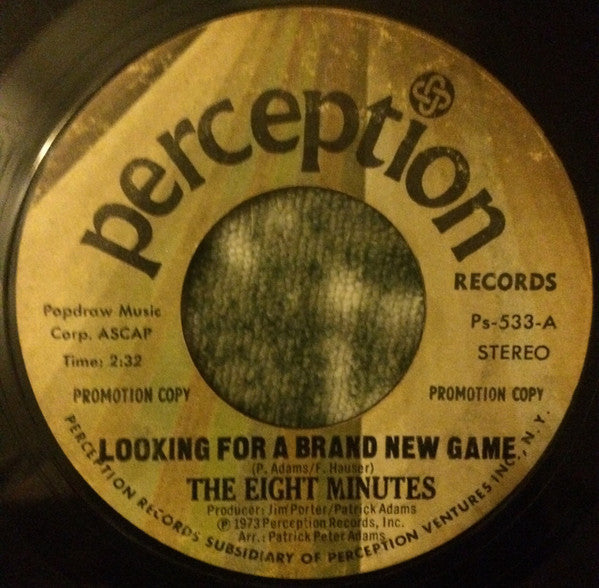 perception
RECORDS
Popdraw Music
Corp. ASCAP
Time: 2:32
Ps-533-A
STEREO
PROMOTION COPY
PROMOTION COPY
LOOKING FOR A BRAND NEW GAME
(P. Adams/F. Hauser)
THE EIGHT MINUTES
Producer: Jim Porter/Patrick Adams
℗ 1973 Perception Records, Inc.
Arr.: Patrick Peter Adams
PERCEPTION RECORDS SUBSIDIARY OF PERCEPTION VENTURES INC., N. Y.